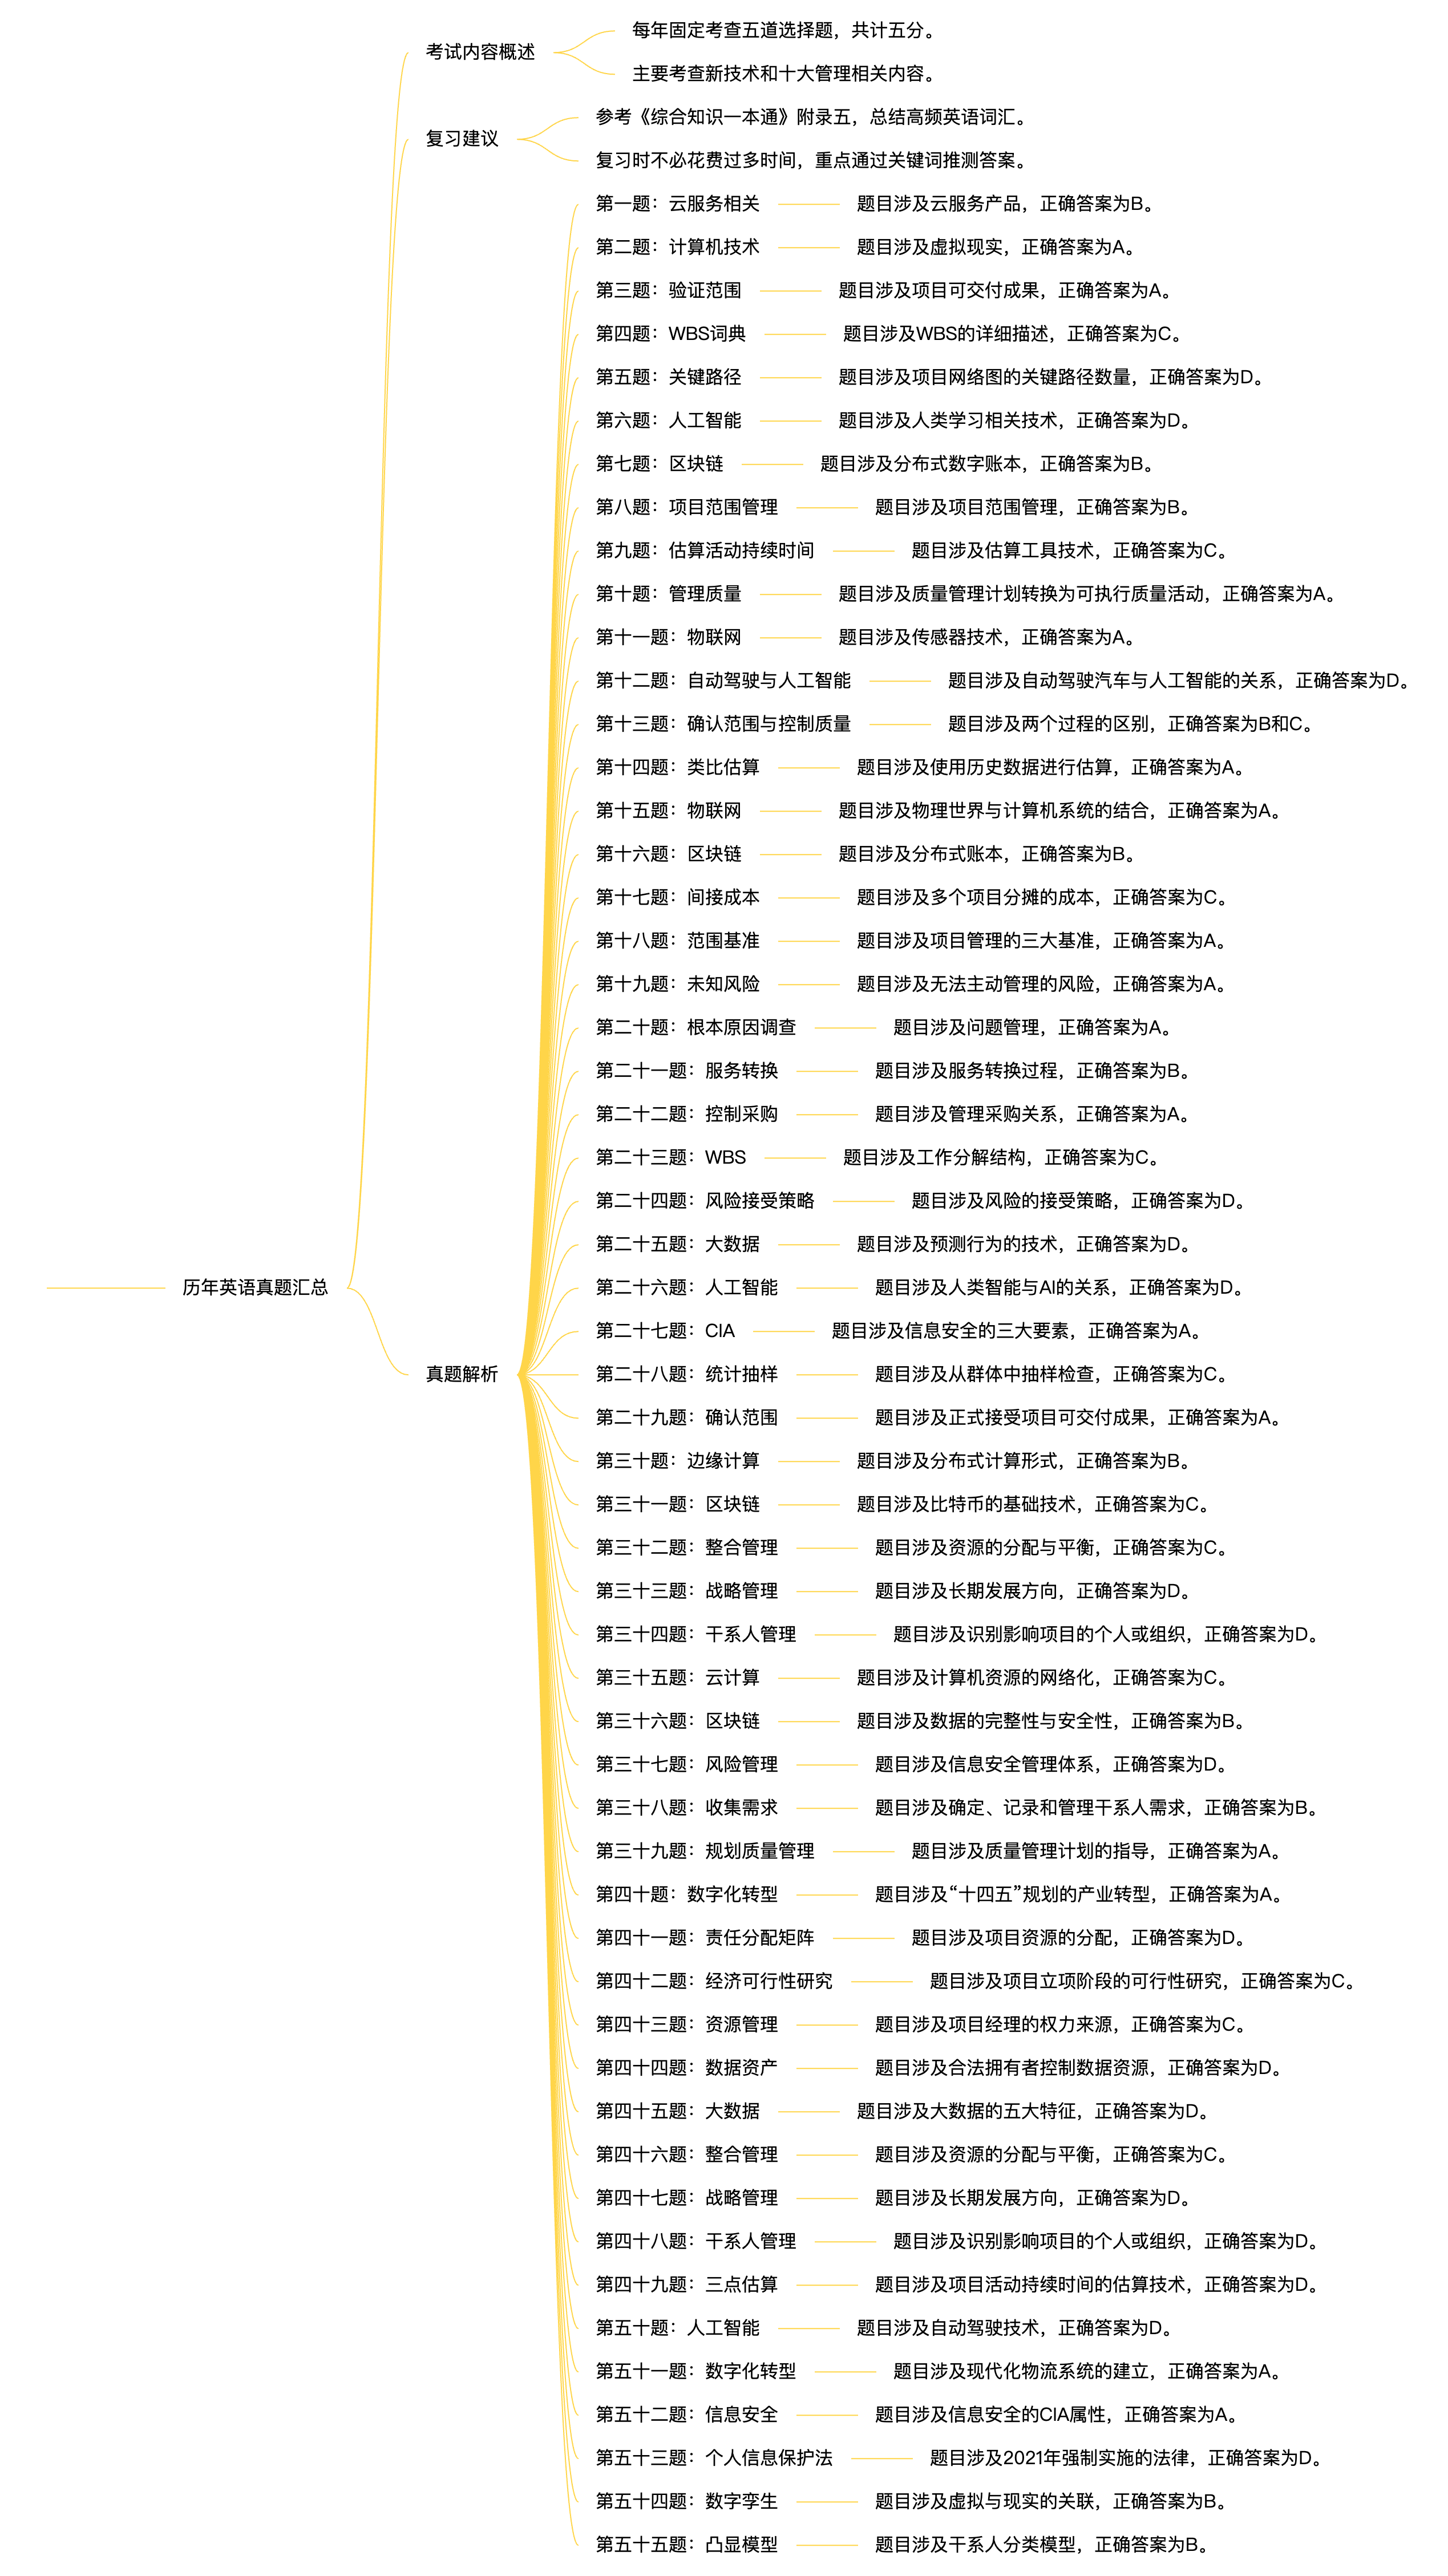 考试内容概述
每年固定考查五道选择题，共计五分。
主要考查新技术和十大管理相关内容。
复习建议
参考《综合知识一本通》附录五，总结高频英语词汇。
复习时不必花费过多时间，重点通过关键词推测答案。
历年英语真题汇总
真题解析
第一题：云服务相关 题目涉及云服务产品，正确答案为B。
第二题：计算机技术 题目涉及虚拟现实，正确答案为A。
第三题：验证范围 题目涉及项目可交付成果，正确答案为A。
第四题：WBS词典 题目涉及WBS的详细描述，正确答案为C。
第五题：关键路径 题目涉及项目网络图的关键路径数量，正确答案为D。
第六题：人工智能 题目涉及人类学习相关技术，正确答案为D。
第七题：区块链 题目涉及分布式数字账本，正确答案为B。
第八题：项目范围管理 题目涉及项目范围管理，正确答案为B。
第九题：估算活动持续时间 题目涉及估算工具技术，正确答案为C。
第十题：管理质量 题目涉及质量管理计划转换为可执行质量活动，正确答案为A。
第十一题：物联网 题目涉及传感器技术，正确答案为A。
第十二题：自动驾驶与人工智能 题目涉及自动驾驶汽车与人工智能的关系，正确答案为D。
第十三题：确认范围与控制质量 题目涉及两个过程的区别，正确答案为B和C。
第十四题：类比估算 题目涉及使用历史数据进行估算，正确答案为A。
第十五题：物联网 题目涉及物理世界与计算机系统的结合，正确答案为A。
第十六题：区块链 题目涉及分布式账本，正确答案为B。
第十七题：间接成本 题目涉及多个项目分摊的成本，正确答案为C。
第十八题：范围基准 题目涉及项目管理的三大基准，正确答案为A。
第十九题：未知风险 题目涉及无法主动管理的风险，正确答案为A。
第二十题：根本原因调查 题目涉及问题管理，正确答案为A。
第二十一题：服务转换 题目涉及服务转换过程，正确答案为B。
第二十二题：控制采购 题目涉及管理采购关系，正确答案为A。
第二十三题：WBS 题目涉及工作分解结构，正确答案为C。
第二十四题：风险接受策略 题目涉及风险的接受策略，正确答案为D。
第二十五题：大数据 题目涉及预测行为的技术，正确答案为D。
第二十六题：人工智能 题目涉及人类智能与AI的关系，正确答案为D。
第二十七题：CIA 题目涉及信息安全的三大要素，正确答案为A。
第二十八题：统计抽样 题目涉及从群体中抽样检查，正确答案为C。
第二十九题：确认范围 题目涉及正式接受项目可交付成果，正确答案为A。
第三十题：边缘计算 题目涉及分布式计算形式，正确答案为B。
第三十一题：区块链 题目涉及比特币的基础技术，正确答案为C。
第三十二题：整合管理 题目涉及资源的分配与平衡，正确答案为C。
第三十三题：战略管理 题目涉及长期发展方向，正确答案为D。
第三十四题：干系人管理 题目涉及识别影响项目的个人或组织，正确答案为D。
第三十五题：云计算 题目涉及计算机资源的网络化，正确答案为C。
第三十六题：区块链 题目涉及数据的完整性与安全性，正确答案为B。
第三十七题：风险管理 题目涉及信息安全管理体系，正确答案为D。
第三十八题：收集需求 题目涉及确定、记录和管理干系人需求，正确答案为B。
第三十九题：规划质量管理 题目涉及质量管理计划的指导，正确答案为A。
第四十题：数字化转型 题目涉及“十四五”规划的产业转型，正确答案为A。
第四十一题：责任分配矩阵 题目涉及项目资源的分配，正确答案为D。
第四十二题：经济可行性研究 题目涉及项目立项阶段的可行性研究，正确答案为C。
第四十三题：资源管理 题目涉及项目经理的权力来源，正确答案为C。
第四十四题：数据资产 题目涉及合法拥有者控制数据资源，正确答案为D。
第四十五题：大数据 题目涉及大数据的五大特征，正确答案为D。
第四十六题：整合管理 题目涉及资源的分配与平衡，正确答案为C。
第四十七题：战略管理 题目涉及长期发展方向，正确答案为D。
第四十八题：干系人管理 题目涉及识别影响项目的个人或组织，正确答案为D。
第四十九题：三点估算 题目涉及项目活动持续时间的估算技术，正确答案为D。
第五十题：人工智能 题目涉及自动驾驶技术，正确答案为D。
第五十一题：数字化转型 题目涉及现代化物流系统的建立，正确答案为A。
第五十二题：信息安全 题目涉及信息安全的CIA属性，正确答案为A。
第五十三题：个人信息保护法 题目涉及2021年强制实施的法律，正确答案为D。
第五十四题：数字孪生 题目涉及虚拟与现实的关联，正确答案为B。
第五十五题：凸显模型 题目涉及干系人分类模型，正确答案为B。